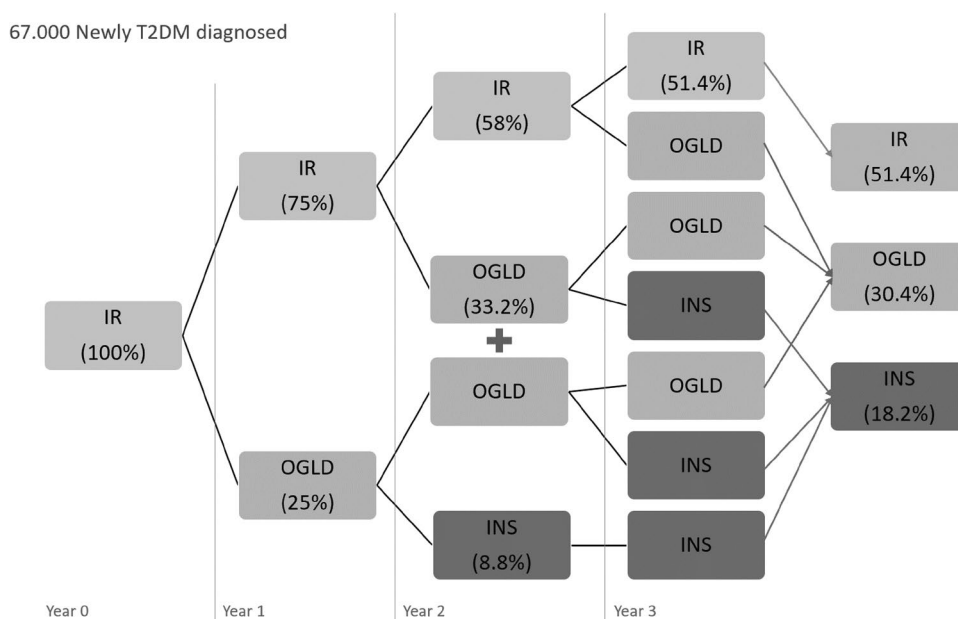 67.000 Newly T2DM diagnosed
IR
(100%)
IR
(75%)
OGLD
(25%)
IR
(58%)
OGLD
(33.2%)
+
OGLD
INS
(8.8%)
IR
(51.4%)
OGLD
OGLD
INS
OGLD
INS
INS
IR
(51.4%)
OGLD
(30.4%)
INS
(18.2%)
Year 0
Year 1
Year 2
Year 3